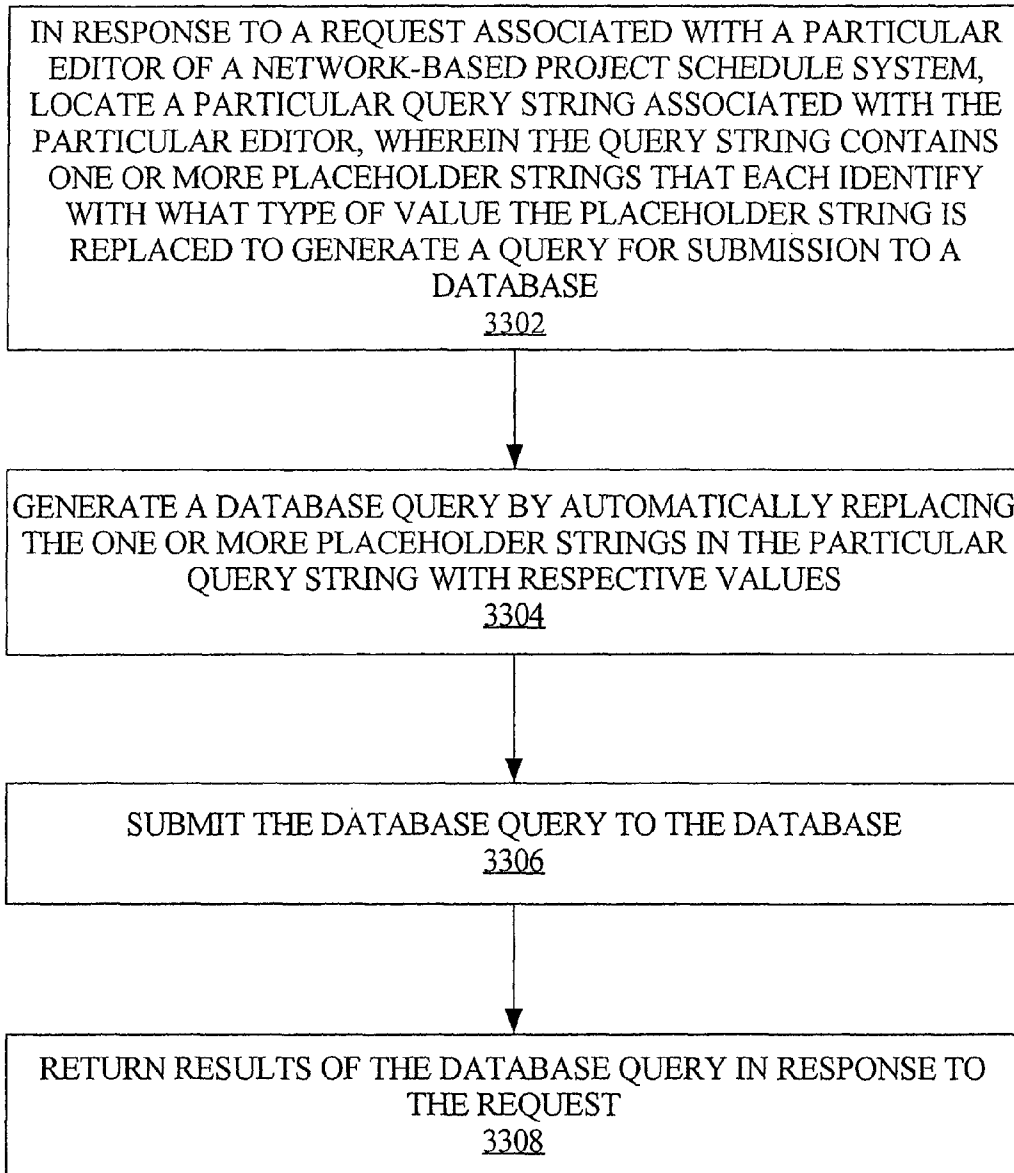 IN RESPONSE TO A REQUEST ASSOCIATED WITH A PARTICULAR
EDITOR OF A NETWORK-BASED PROJECT SCHEDULE SYSTEM,
LOCATE A PARTICULAR QUERY STRING ASSOCIATED WITH THE
PARTICULAR EDITOR, WHEREIN THE QUERY STRING CONTAINS
ONE OR MORE PLACEHOLDER STRINGS THAT EACH IDENTIFY
WITH WHAT TYPE OF VALUE THE PLACEHOLDER STRING IS
REPLACED TO GENERATE A QUERY FOR SUBMISSION TO A
DATABASE
3302
GENERATE A DATABASE QUERY BY AUTOMATICALLY REPLACING
THE ONE OR MORE PLACEHOLDER STRINGS IN THE PARTICULAR
QUERY STRING WITH RESPECTIVE VALUES
3304
SUBMIT THE DATABASE QUERY TO THE DATABASE
3306
RETURN RESULTS OF THE DATABASE QUERY IN RESPONSE TO
THE REQUEST
3308